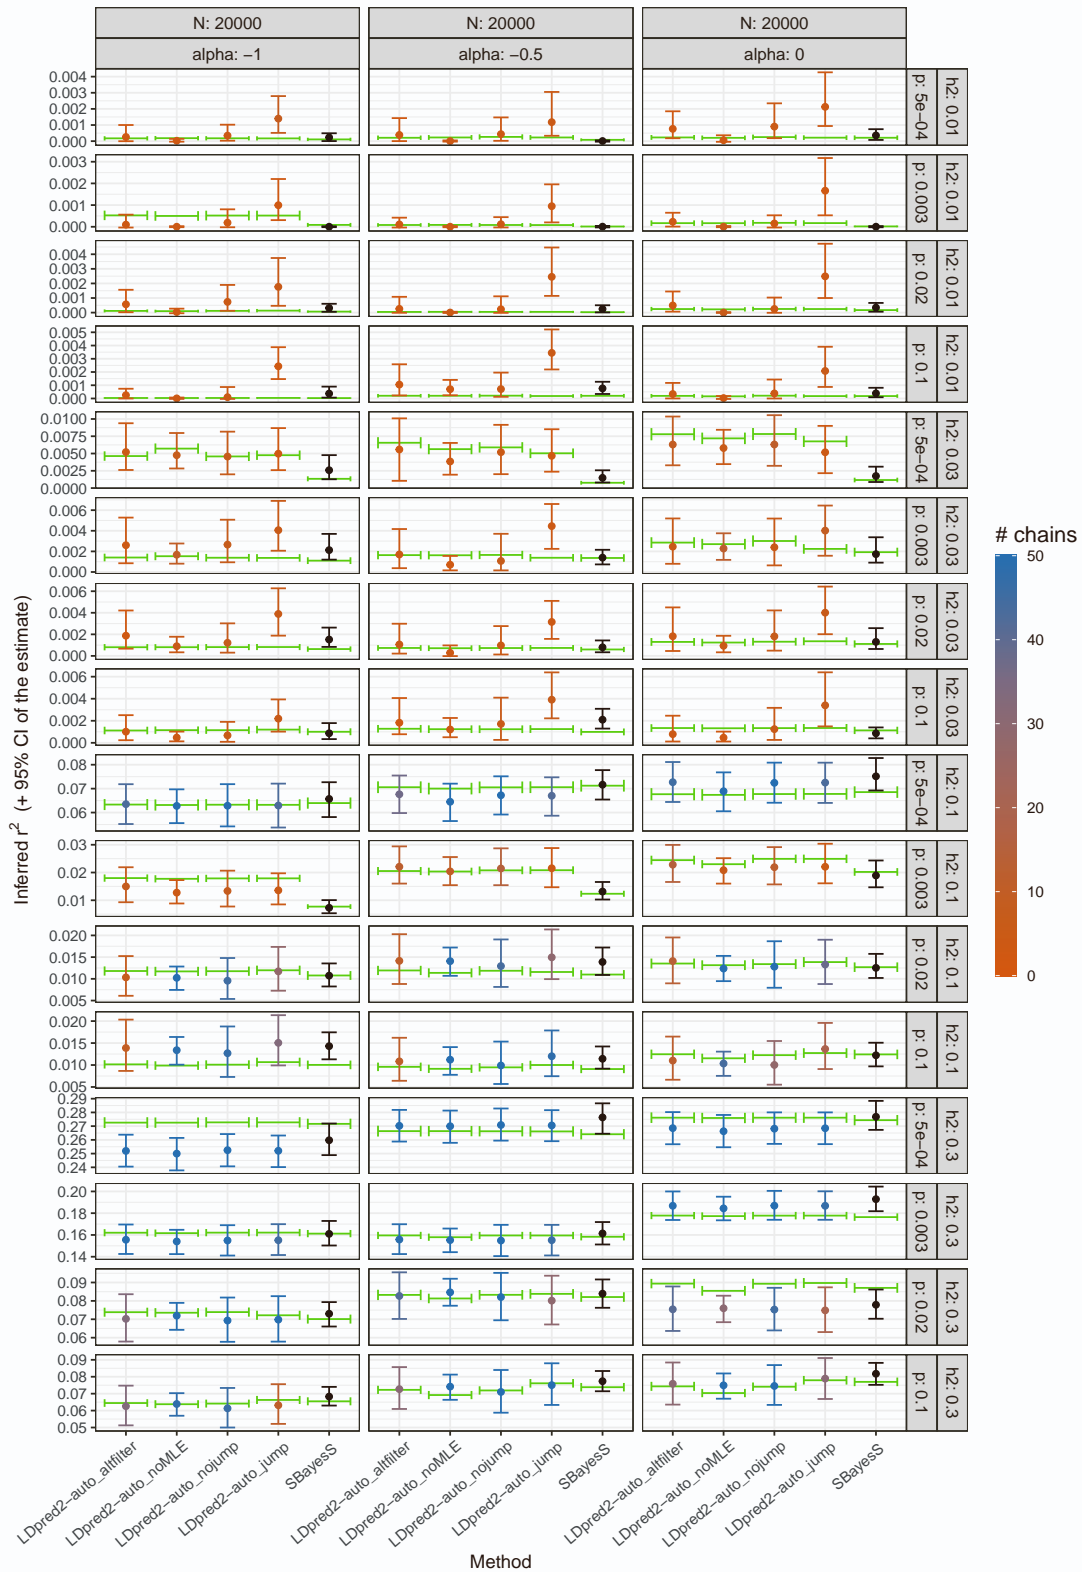 N: 20000
N: 20000
N: 20000
alpha: −1
alpha: −0.5
alpha: 0
0.004
0.003
0.002
0.001
0.000
p: 5e−04
h2: 0.01
0.003
0.002
0.001
0.000
p: 0.003
h2: 0.01
0.004
0.003
0.002
0.001
0.000
p: 0.02
h2: 0.01
0.005
0.004
0.003
0.002
0.001
0.000
p: 0.1
h2: 0.01
0.0100
0.0075
0.0050
0.0025
0.0000
p: 5e−04
h2: 0.03
0.006
0.004
0.002
0.000
p: 0.003
h2: 0.03
0.006
0.004
0.002
0.000
p: 0.02
h2: 0.03
0.006
0.004
0.002
0.000
p: 0.1
h2: 0.03
0.08
0.07
0.06
p: 5e−04
h2: 0.1
0.03
0.02
0.01
p: 0.003
h2: 0.1
0.020
0.015
0.010
0.005
p: 0.02
h2: 0.1
0.020
0.015
0.010
0.005
p: 0.1
h2: 0.1
0.29
0.28
0.27
0.26
0.25
0.24
p: 5e−04
h2: 0.3
0.20
0.18
0.16
0.14
p: 0.003
h2: 0.3
0.09
0.08
0.07
0.06
p: 0.02
h2: 0.3
0.09
0.08
0.07
0.06
0.05
p: 0.1
h2: 0.3
Inferred r² (+ 95% CI of the estimate)
LDpred2−auto_altfilter
LDpred2−auto_noMLE
LDpred2−auto_nojump
LDpred2−auto_jump
SBayesS
LDpred2−auto_altfilter
LDpred2−auto_noMLE
LDpred2−auto_nojump
LDpred2−auto_jump
SBayesS
LDpred2−auto_altfilter
LDpred2−auto_noMLE
LDpred2−auto_nojump
LDpred2−auto_jump
SBayesS
Method
# chains
50
40
30
20
10
0